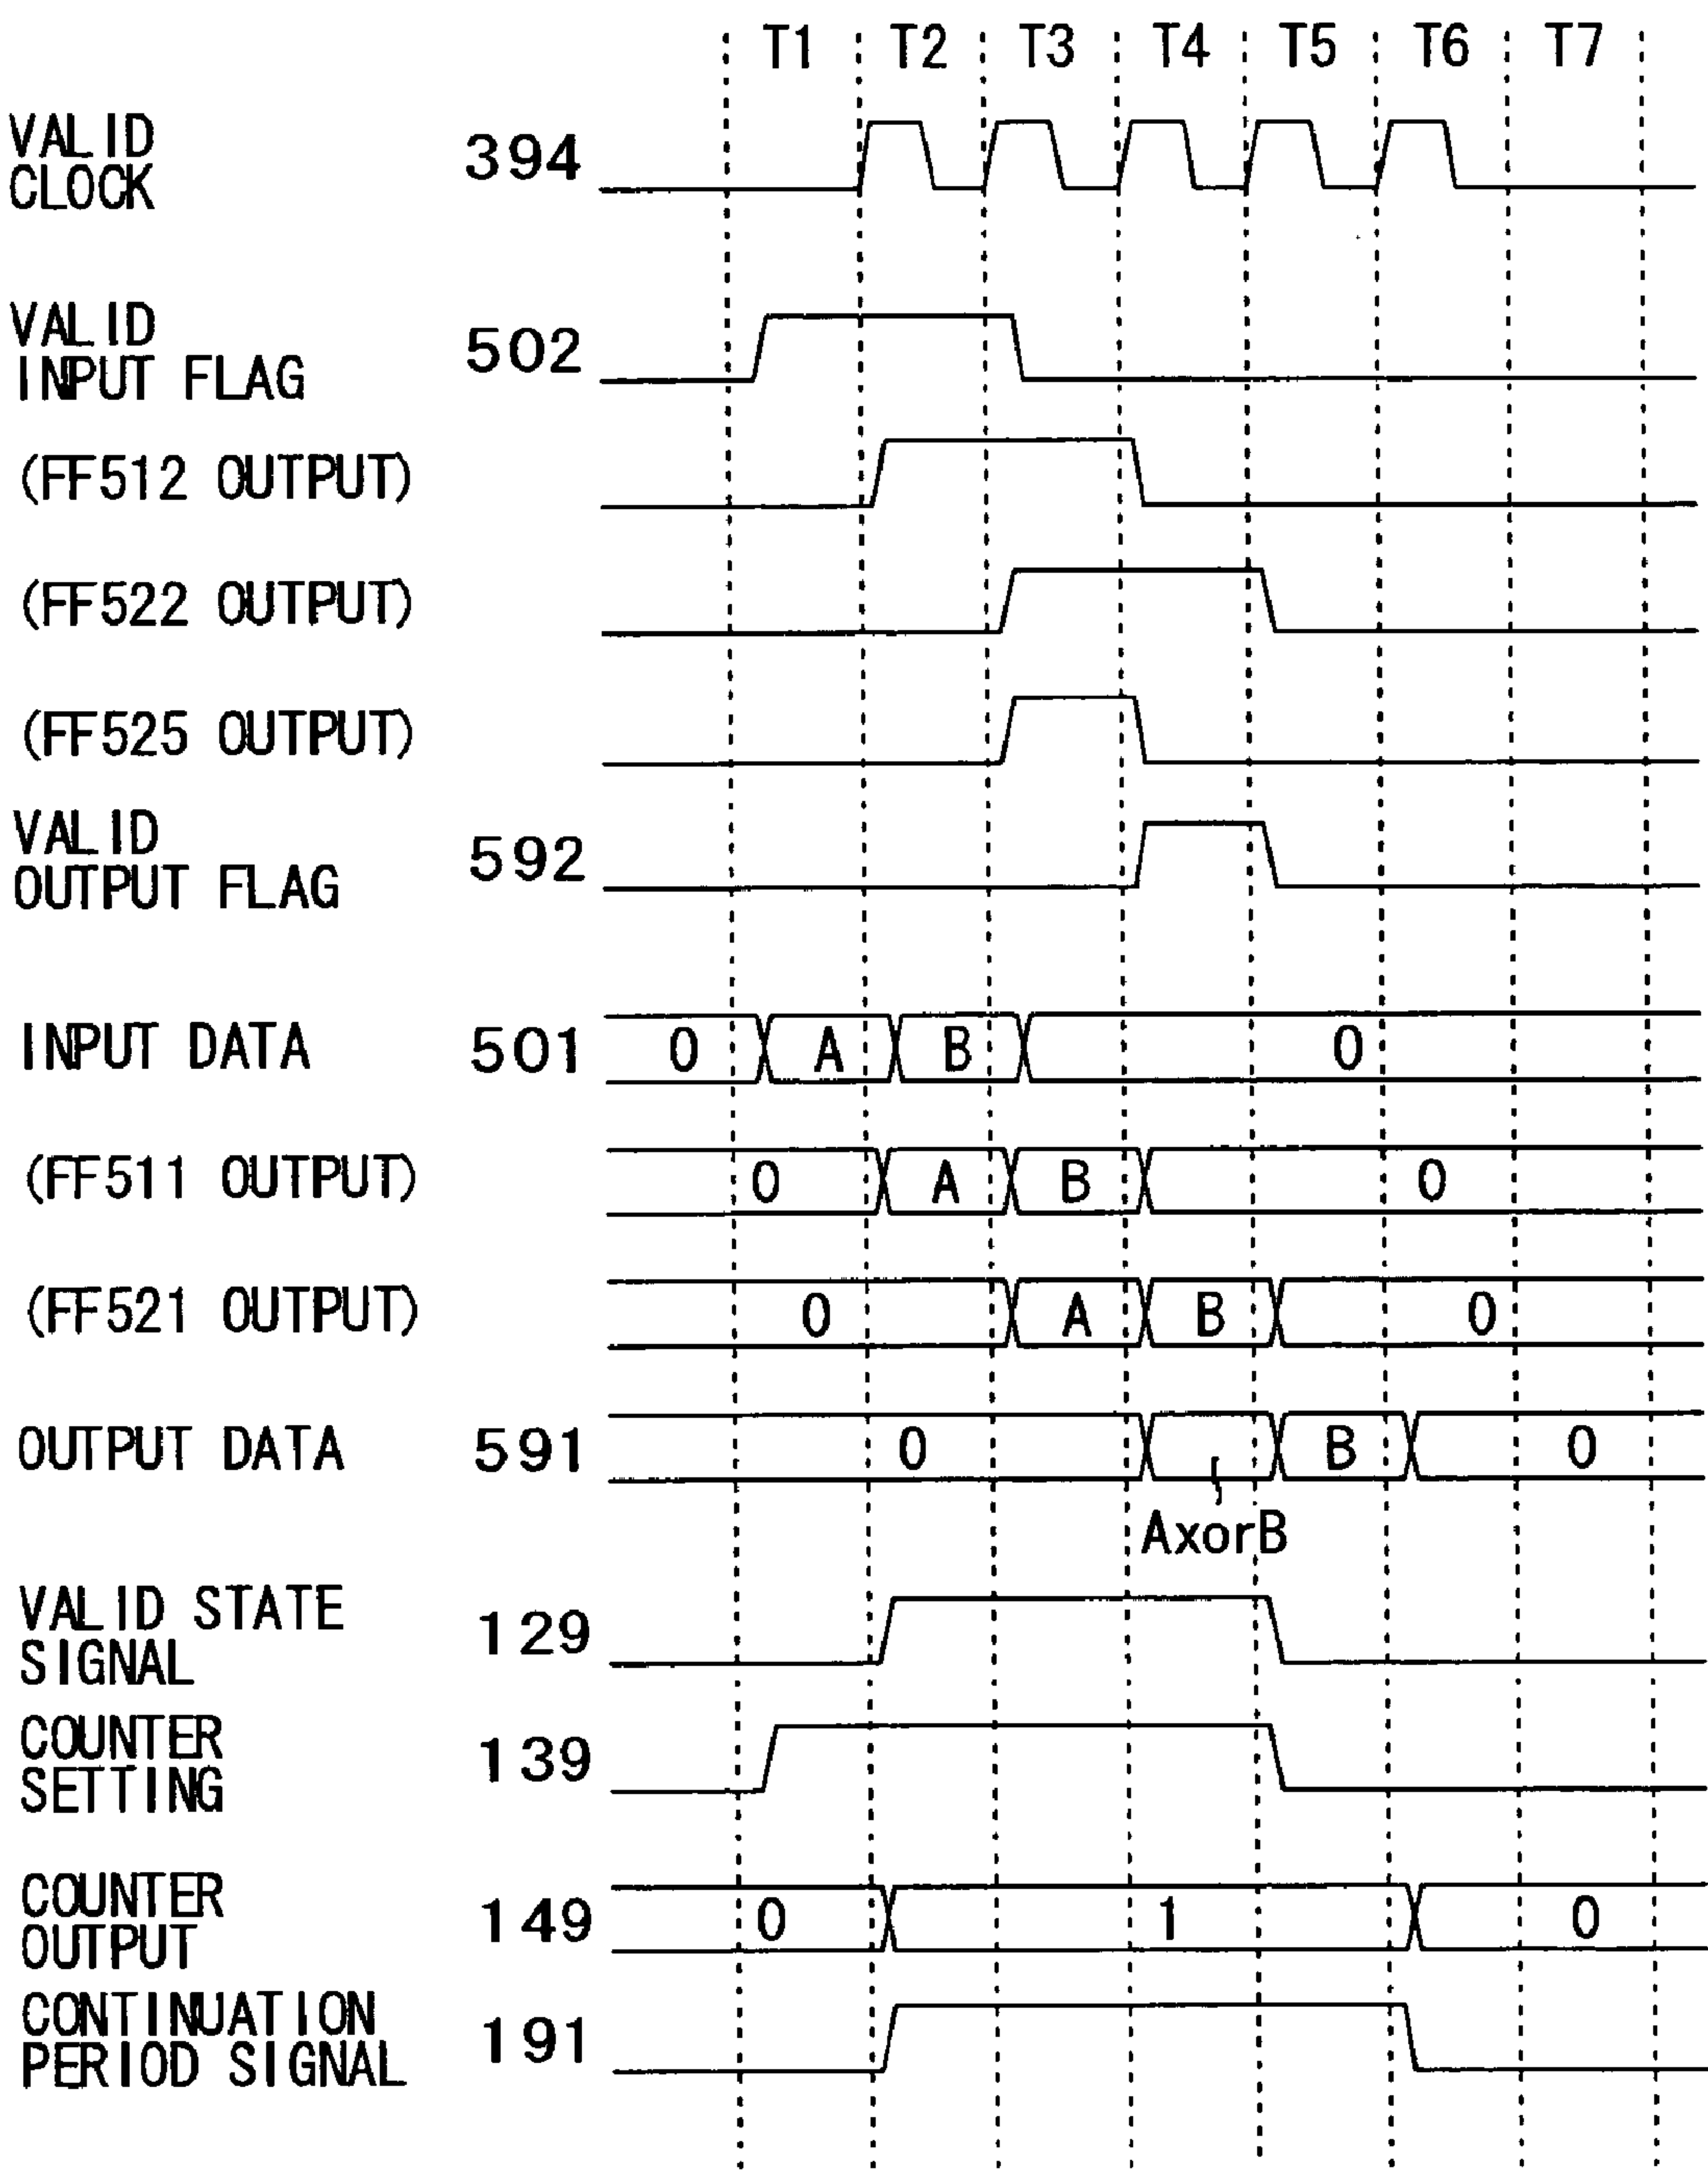 T1 T2 T3 T4 T5 T6 T7
VALID
CLOCK 394
VALID
INPUT FLAG 502
(FF512 OUTPUT)
(FF522 OUTPUT)
(FF525 OUTPUT)
VALID
OUTPUT FLAG 592
INPUT DATA 501 0 A B 0
(FF511 OUTPUT) 0 A B 0
(FF521 OUTPUT) 0 A B 0
OUTPUT DATA 591 0 B 0
AxorB
VALID STATE
SIGNAL 129
COUNTER
SETTING 139
COUNTER
OUTPUT 149 0 1 0
CONTINUATION
PERIOD SIGNAL 191